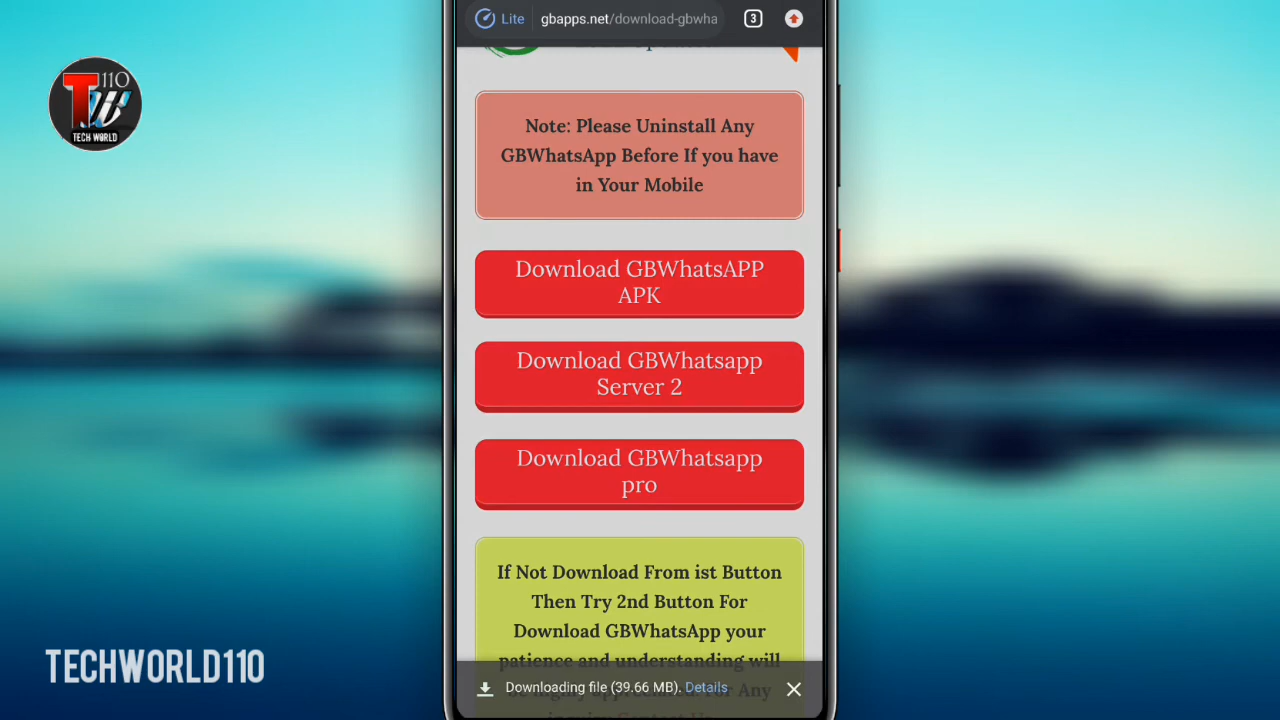 Lite gbapps.net/download-gbwha 3
110
TW
TECH WORLD
Note: Please Uninstall Any
GBWhatsApp Before If you have
in Your Mobile
Download GBWhatsAPP
APK
Download GBWhatsapp
Server 2
Download GBWhatsapp
pro
If Not Download From ist Button
Then Try 2nd Button For
Download GBWhatsApp your
patience and understanding will
Downloading file (39.66 MB). Details
TECHWORLD110